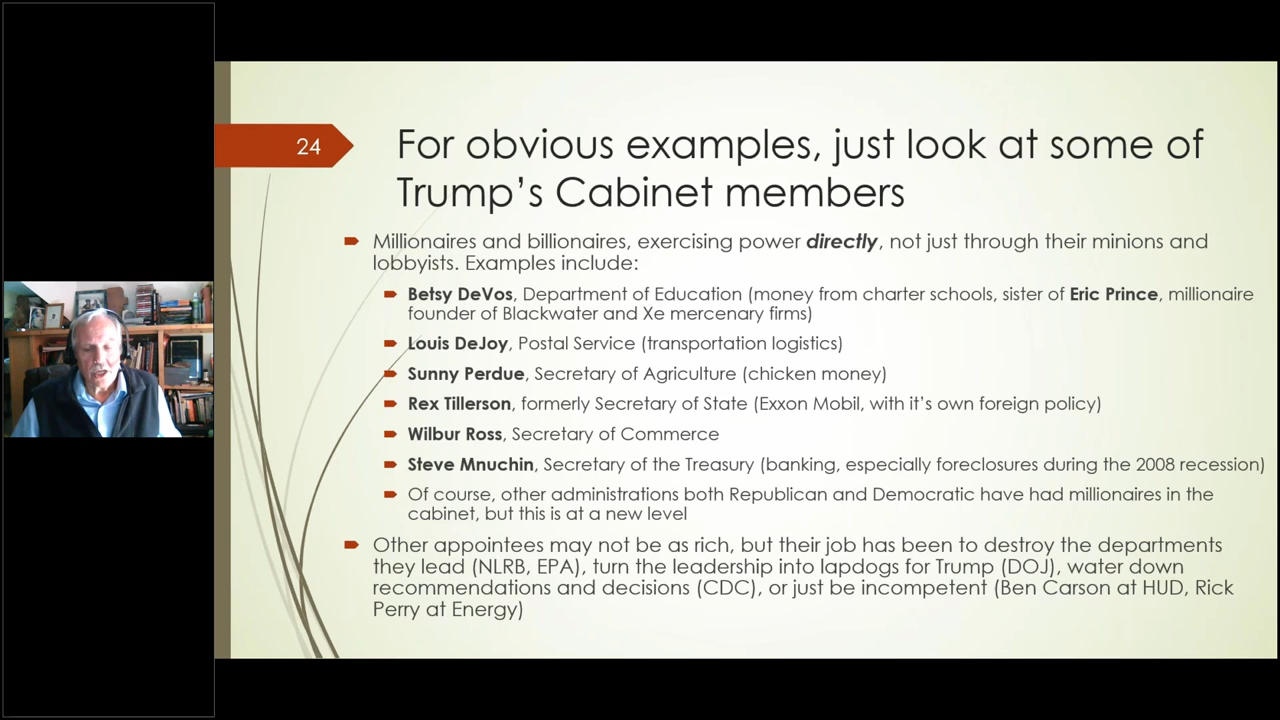 24
For obvious examples, just look at some of
Trump's Cabinet members
Millionaires and billionaires, exercising power directly, not just through their minions and
lobbyists. Examples include:
Betsy DeVos, Department of Education (money from charter schools, sister of Eric Prince, millionaire
founder of Blackwater and Xe mercenary firms)
Louis DeJoy, Postal Service (transportation logistics)
Sunny Perdue, Secretary of Agriculture (chicken money)
Rex Tillerson, formerly Secretary of State (Exxon Mobil, with it's own foreign policy)
Wilbur Ross, Secretary of Commerce
Steve Mnuchin, Secretary of the Treasury (banking, especially foreclosures during the 2008 recession)
Of course, other administrations both Republican and Democratic have had millionaires in the
cabinet, but this is at a new level
Other appointees may not be as rich, but their job has been to destroy the departments
they lead (NLRB, EPA), turn the leadership into lapdogs for Trump (DOJ), water down
recommendations and decisions (CDC), or just be incompetent (Ben Carson at HUD, Rick
Perry at Energy)